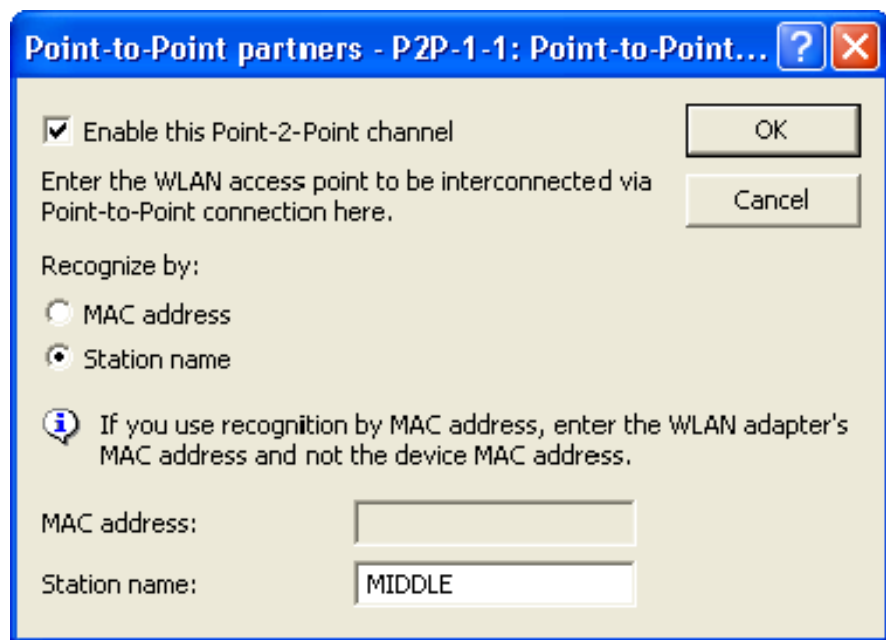 Point-to-Point partners - P2P-1-1: Point-to-Point...
Enable this Point-2-Point channel
OK
Enter the WLAN access point to be interconnected via
Point-to-Point connection here.
Cancel
Recognize by:
MAC address
Station name
If you use recognition by MAC address, enter the WLAN adapter's
MAC address and not the device MAC address.
MAC address:
Station name: MIDDLE